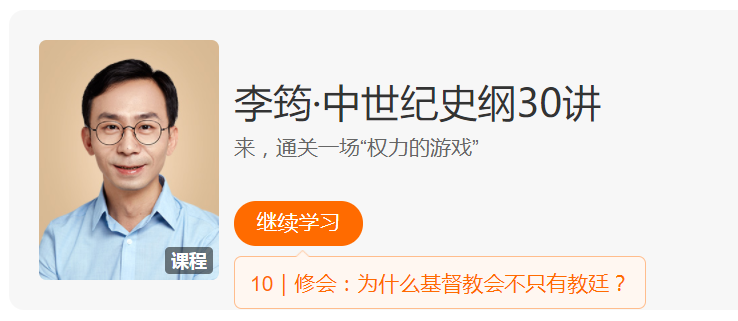 李筠·中世纪史纲30讲
来，通关一场“权力的游戏”
课程
继续学习
10｜修会：为什么基督教会不只有教廷？